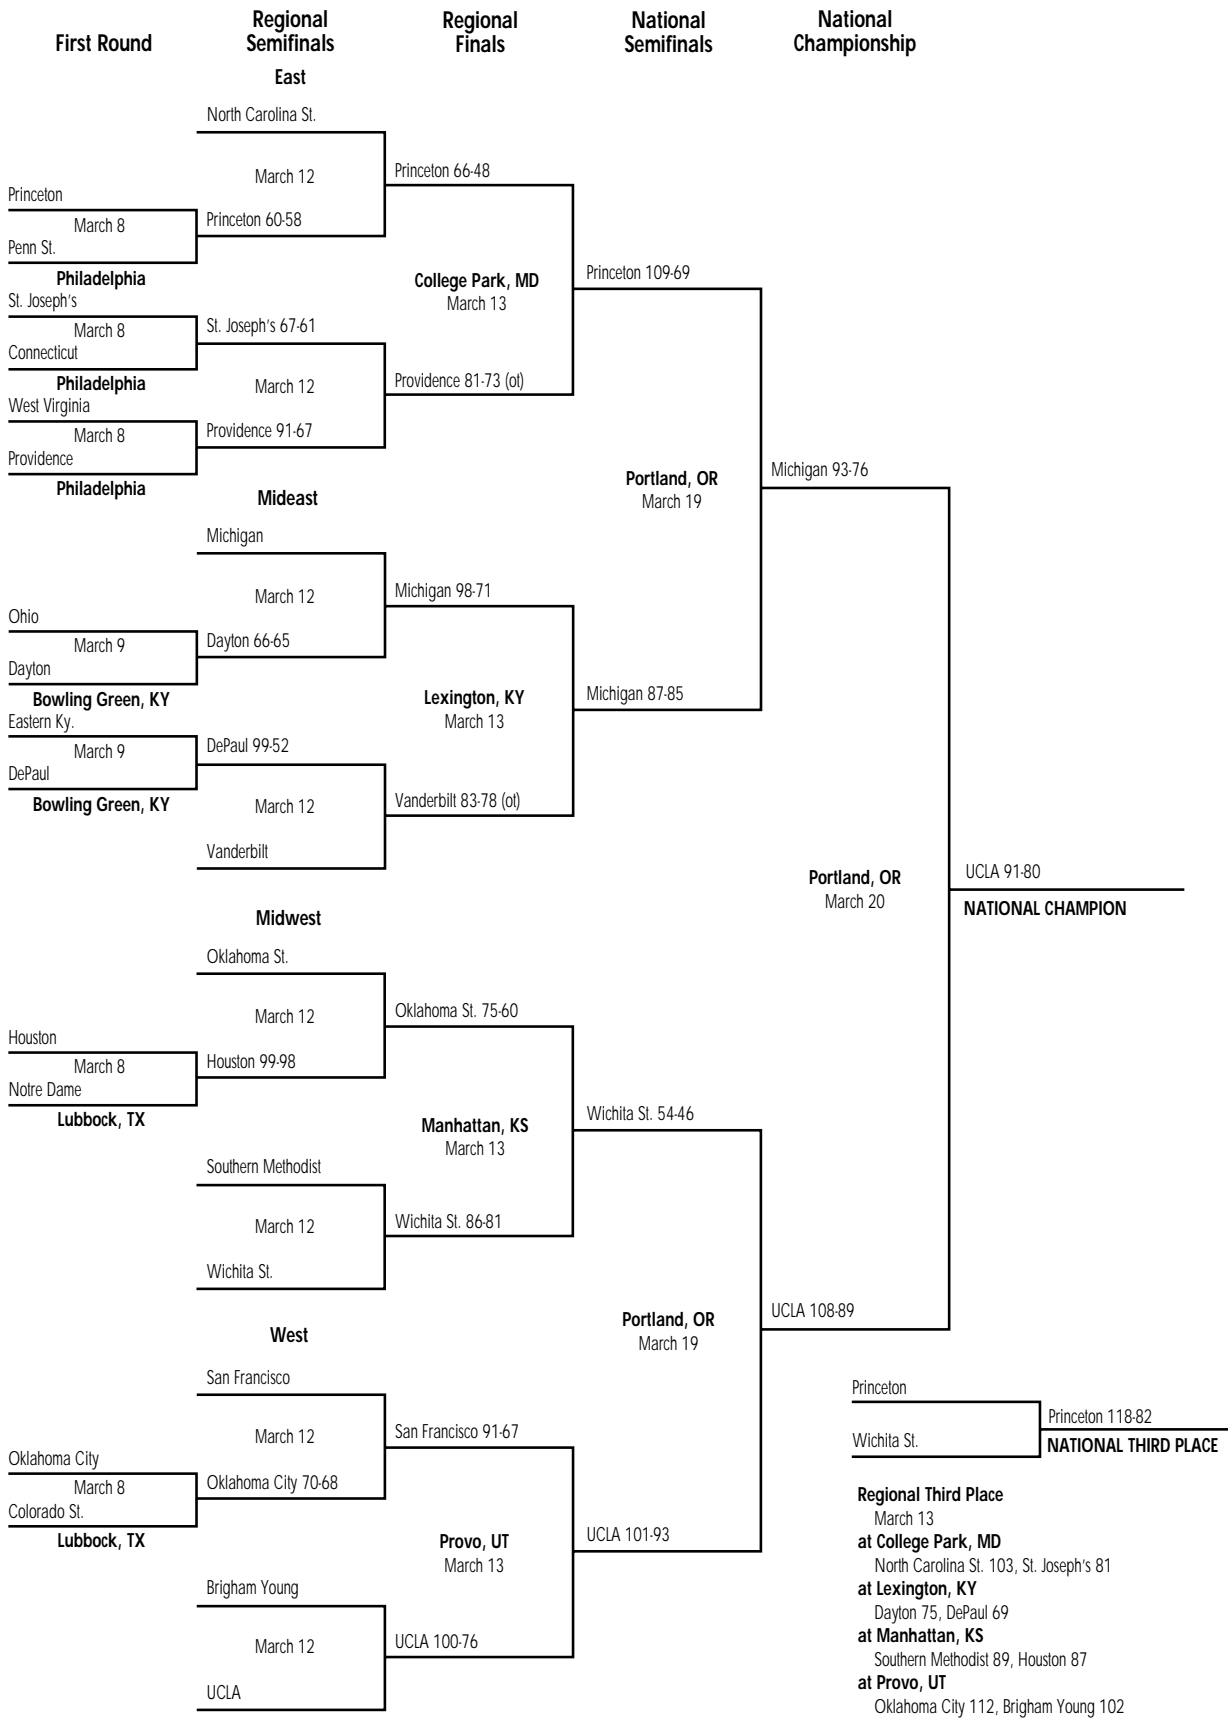 First Round
Regional
Semifinals
Regional
Finals
National
Semifinals
National
Championship
East
North Carolina St.
March 12
Princeton 66-48
Princeton
March 8
Princeton 60-58
Penn St.
Philadelphia
College Park, MD
March 13
Princeton 109-69
St. Joseph's
March 8
St. Joseph's 67-61
Connecticut
Philadelphia
March 12
Providence 81-73 (ot)
West Virginia
March 8
Providence 91-67
Providence
Philadelphia
Portland, OR
March 19
Michigan 93-76
Mideast
Michigan
March 12
Michigan 98-71
Ohio
March 9
Dayton 66-65
Dayton
Bowling Green, KY
Lexington, KY
March 13
Michigan 87-85
Eastern Ky.
March 9
DePaul 99-52
DePaul
Bowling Green, KY
March 12
Vanderbilt 83-78 (ot)
Vanderbilt
Portland, OR
March 20
UCLA 91-80
NATIONAL CHAMPION
Midwest
Oklahoma St.
March 12
Oklahoma St. 75-60
Houston
March 8
Houston 99-98
Notre Dame
Lubbock, TX
Manhattan, KS
March 13
Wichita St. 54-46
Southern Methodist
March 12
Wichita St. 86-81
Wichita St.
Portland, OR
March 19
UCLA 108-89
West
San Francisco
March 12
San Francisco 91-67
Oklahoma City
March 8
Oklahoma City 70-68
Colorado St.
Lubbock, TX
Provo, UT
March 13
UCLA 101-93
Brigham Young
March 12
UCLA 100-76
UCLA
Princeton
Princeton 118-82
Wichita St.
NATIONAL THIRD PLACE
Regional Third Place
March 13
at College Park, MD
North Carolina St. 103, St. Joseph's 81
at Lexington, KY
Dayton 75, DePaul 69
at Manhattan, KS
Southern Methodist 89, Houston 87
at Provo, UT
Oklahoma City 112, Brigham Young 102